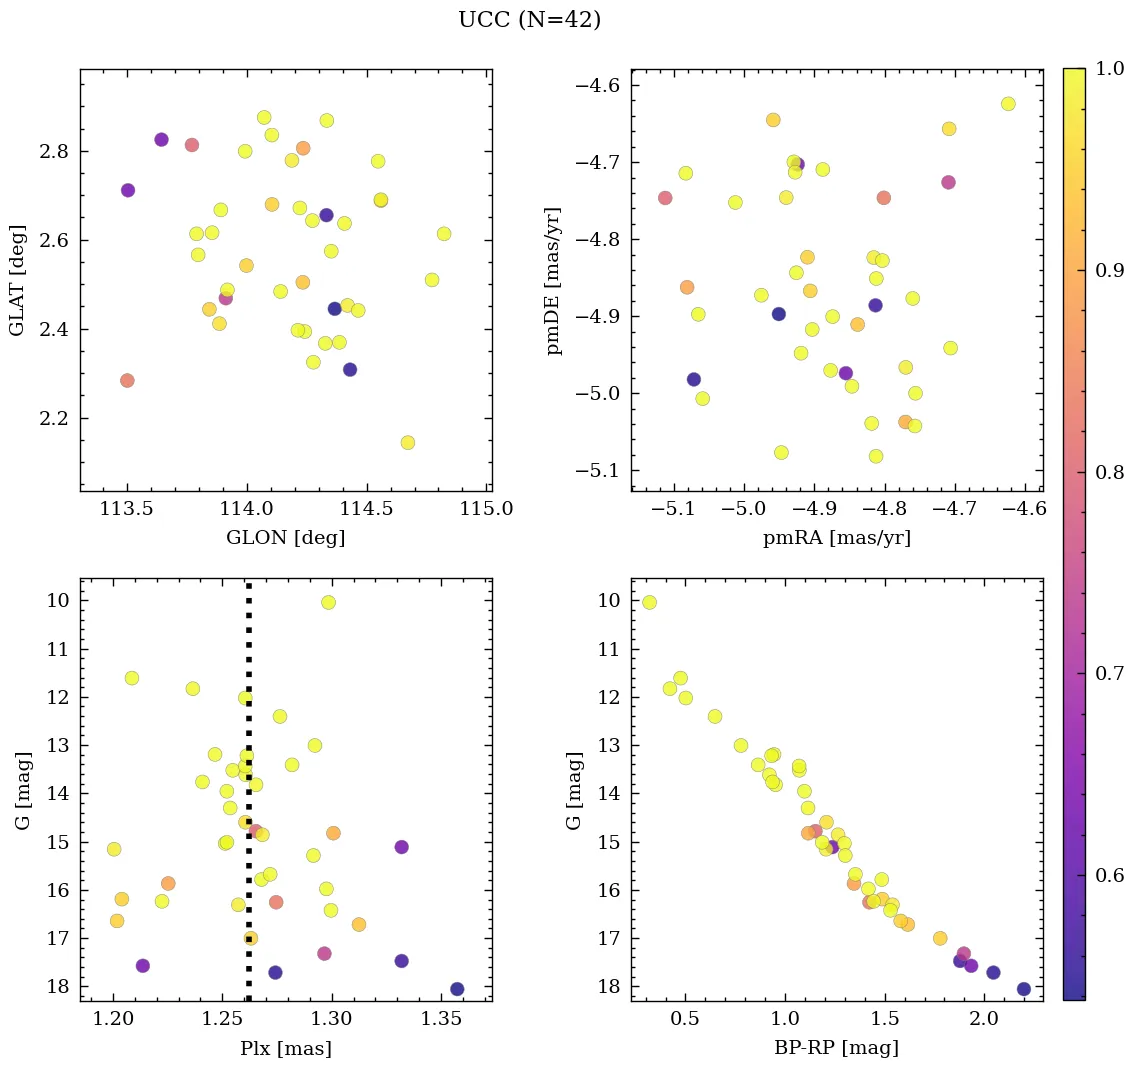 UCC (N=42)
2.8
2.6
2.4
2.2
GLAT [deg]
113.5 114.0 114.5 115.0
GLON [deg]
−4.6
−4.7
−4.8
−4.9
−5.0
−5.1
pmDE [mas/yr]
−5.1 −5.0 −4.9 −4.8 −4.7 −4.6
pmRA [mas/yr]
10
11
12
13
14
15
16
17
18
G [mag]
1.20 1.25 1.30 1.35
Plx [mas]
10
11
12
13
14
15
16
17
18
G [mag]
0.5 1.0 1.5 2.0
BP-RP [mag]
1.0
0.9
0.8
0.7
0.6